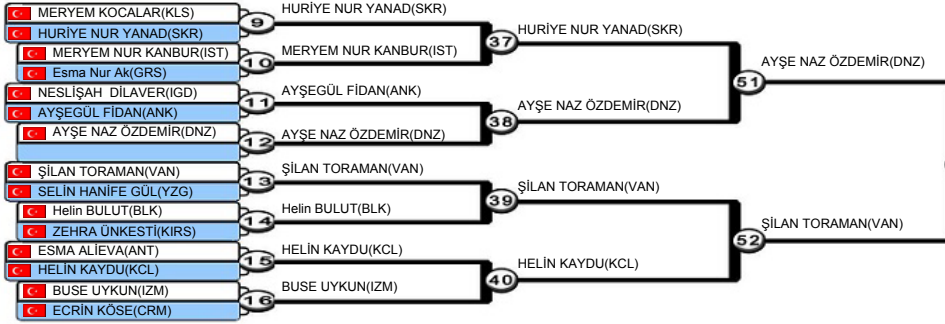 MERYEM KOCALAR(KLS)
HURİYE NUR YANAD(SKR)
MERYEM NUR KANBUR(IST)
Esma Nur Ak(GRS)
NESLİŞAH  DİLAVER(IGD)
AYŞEGÜL FİDAN(ANK)
AYŞE NAZ ÖZDEMİR(DNZ)
ŞİLAN TORAMAN(VAN)
SELİN HANİFE GÜL(YZG)
Helin BULUT(BLK)
ZEHRA ÜNKESTİ(KIRS)
ESMA ALİEVA(ANT)
HELİN KAYDU(KCL)
BUSE UYKUN(IZM)
ECRİN KÖSE(CRM)
9
10
11
12
13
14
15
16
HURİYE NUR YANAD(SKR)
MERYEM NUR KANBUR(IST)
AYŞEGÜL FİDAN(ANK)
AYŞE NAZ ÖZDEMİR(DNZ)
ŞİLAN TORAMAN(VAN)
Helin BULUT(BLK)
HELİN KAYDU(KCL)
BUSE UYKUN(IZM)
37
38
39
40
HURİYE NUR YANAD(SKR)
AYŞE NAZ ÖZDEMİR(DNZ)
ŞİLAN TORAMAN(VAN)
HELİN KAYDU(KCL)
51
52
AYŞE NAZ ÖZDEMİR(DNZ)
ŞİLAN TORAMAN(VAN)